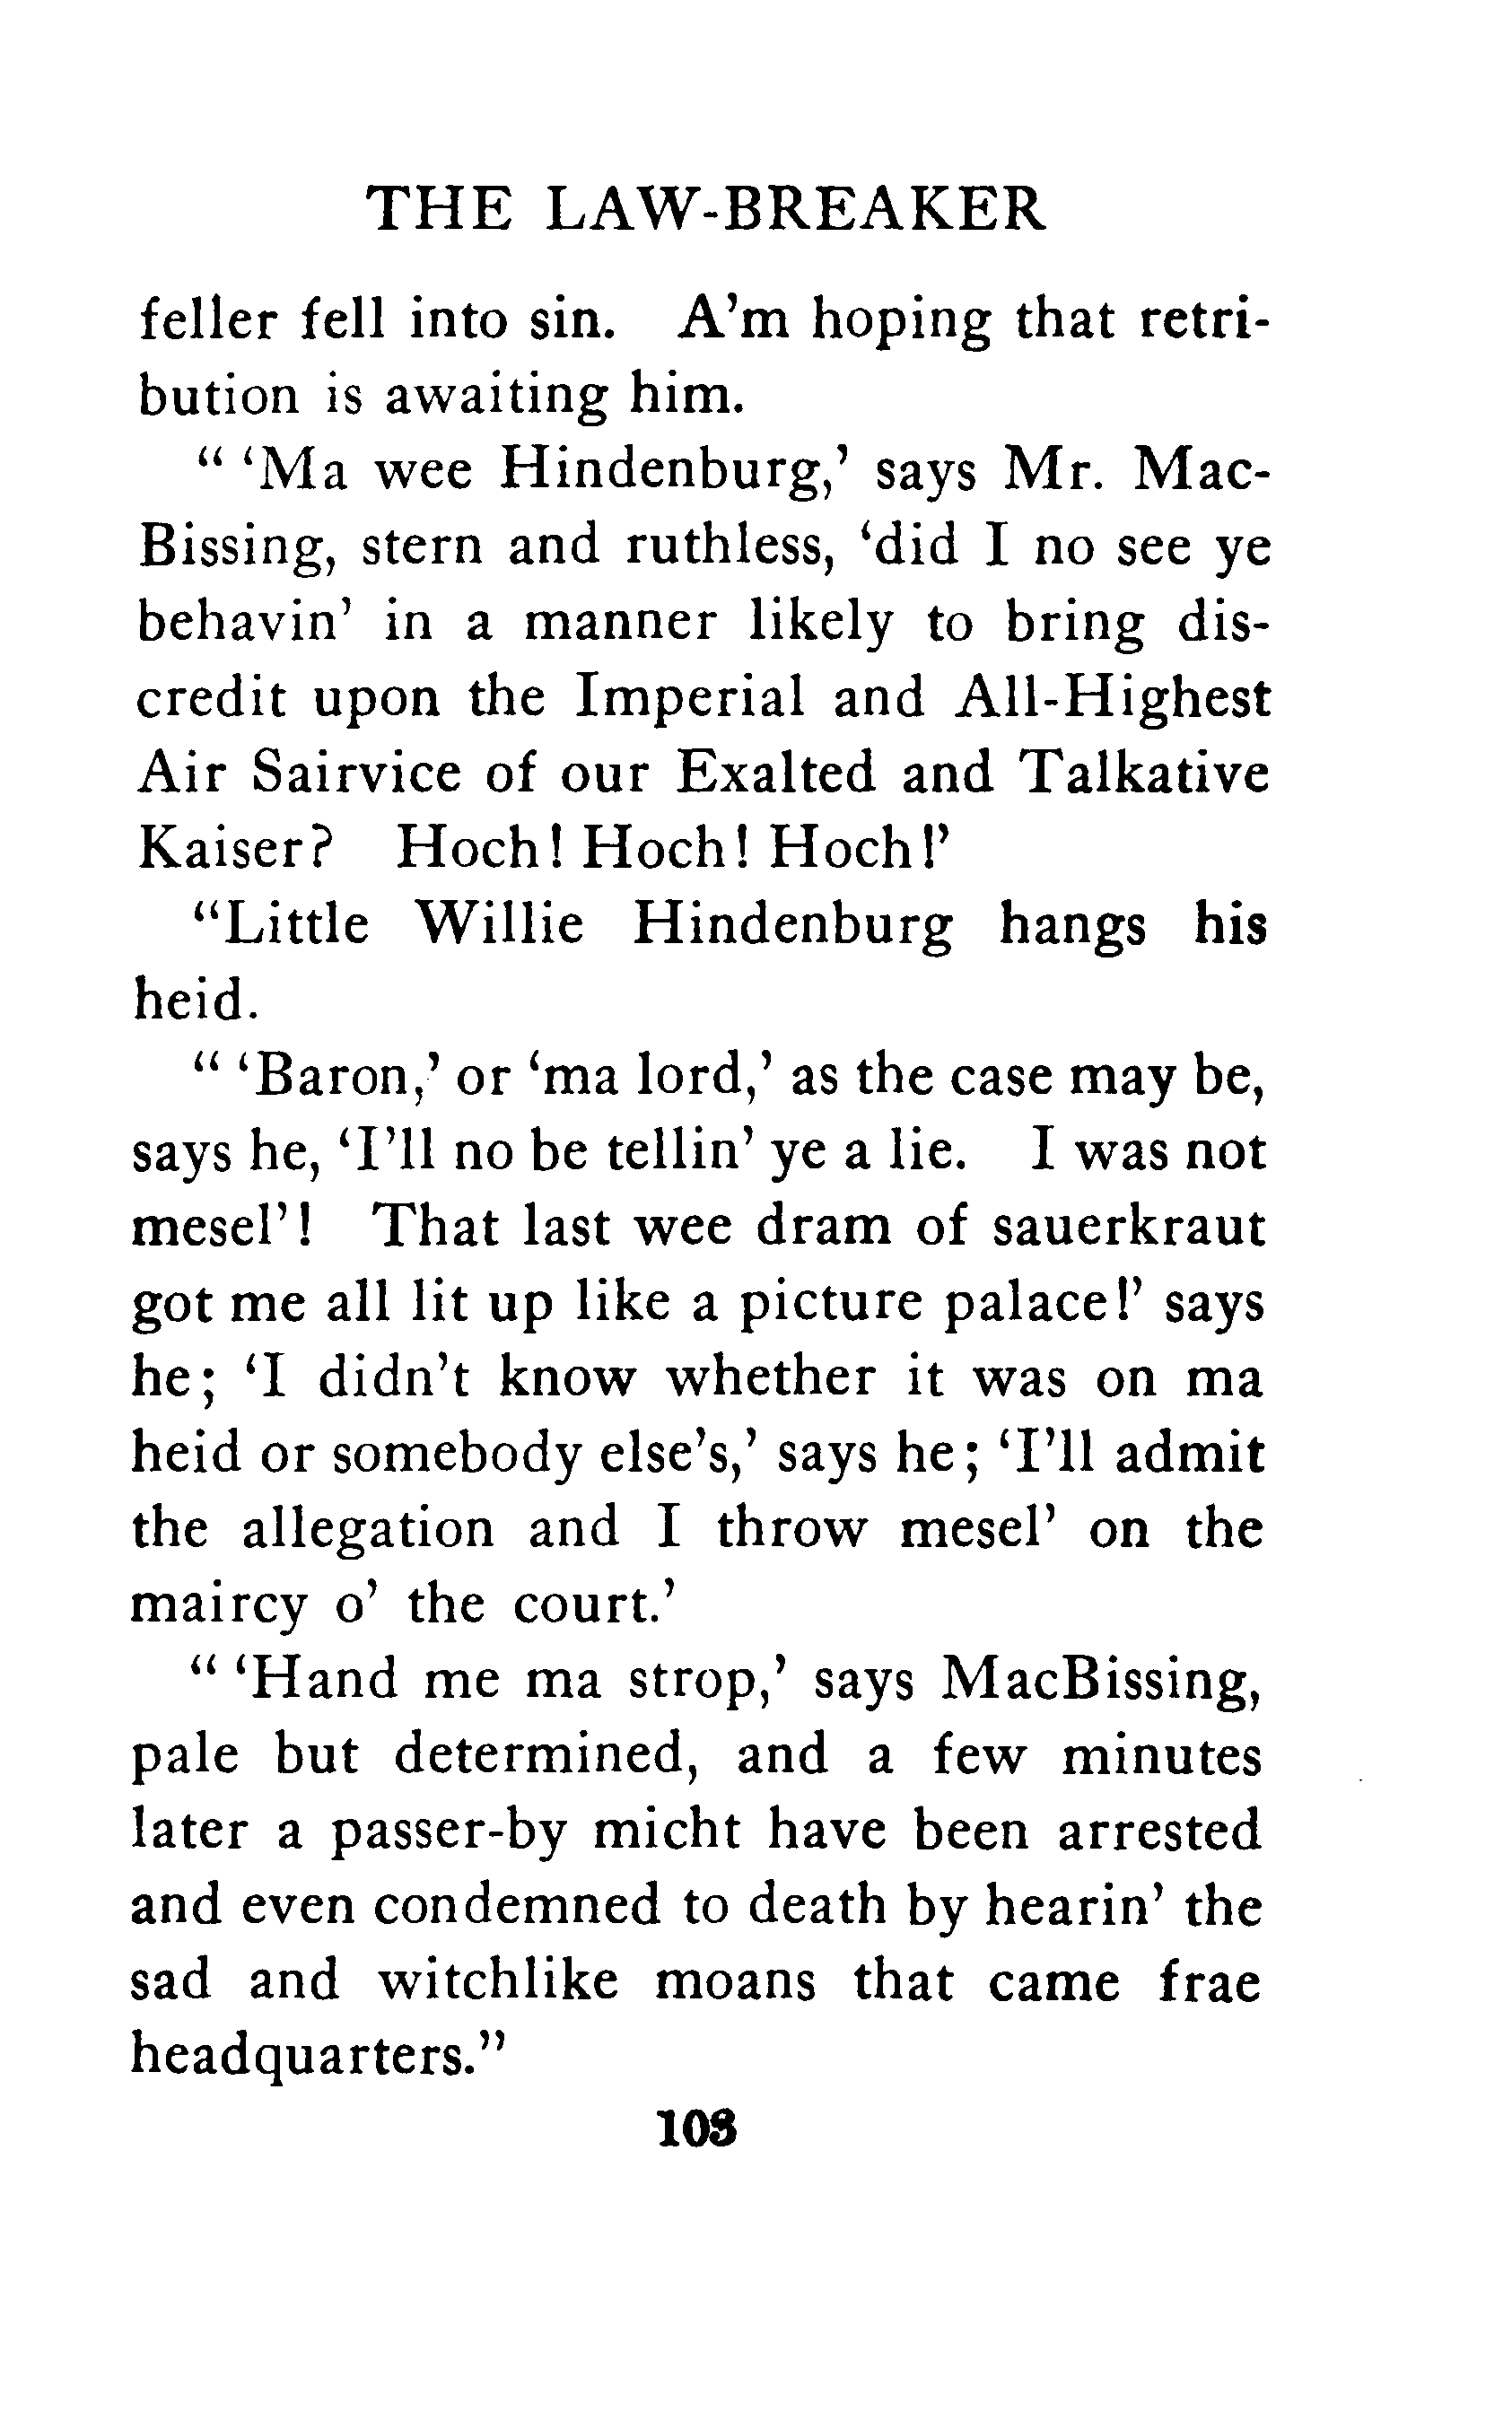 THE LAW-BREAKER
feller fell into sin. A'm hoping that retri-
bution is awaiting him.
" 'Ma wee Hindenburg,' says Mr. Mac-
Bissing, stern and ruthless, 'did I no see ye
behavin' in a manner likely to bring dis-
credit upon the Imperial and All-Highest
Air Sairvice of our Exalted and Talkative
Kaiser? Hoch! Hoch! Hoch!'
"Little Willie Hindenburg hangs his
heid.
" 'Baron,' or 'ma lord,' as the case may be,
says he, 'I'll no be tellin' ye a lie. I was not
mesel'! That last wee dram of sauerkraut
got me all lit up like a picture palace!' says
he; 'I didn't know whether it was on ma
heid or somebody else's,' says he; 'I'll admit
the allegation and I throw mesel' on the
maircy o' the court.'
" 'Hand me ma strop,' says MacBissing,
pale but determined, and a few minutes
later a passer-by micht have been arrested
and even condemned to death by hearin' the
sad and witchlike moans that came frae
headquarters."
103